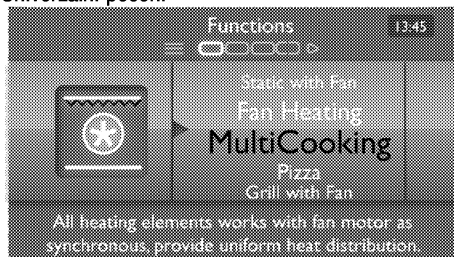 Functions 13:45
Static with Fan
Fan Heating
MultiCooking
Pizza
Grill with Fan
All heating elements works with fan motor as
synchronous, provide uniform heat distribution.